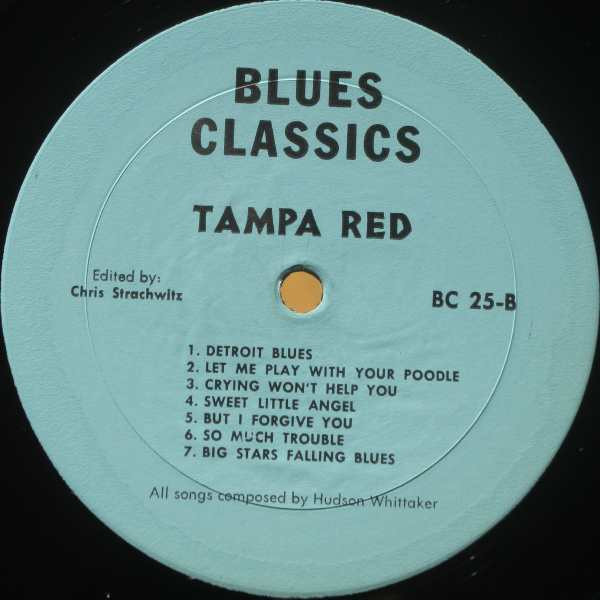 BLUES
CLASSICS
TAMPA RED
Edited by:
Chris Strachwitz
BC 25-B
1. DETROIT BLUES
2. LET ME PLAY WITH YOUR POODLE
3. CRYING WON'T HELP YOU
4. SWEET LITTLE ANGEL
5. BUT I FORGIVE YOU
6. SO MUCH TROUBLE
7. BIG STARS FALLING BLUES
All songs composed by Hudson Whittaker